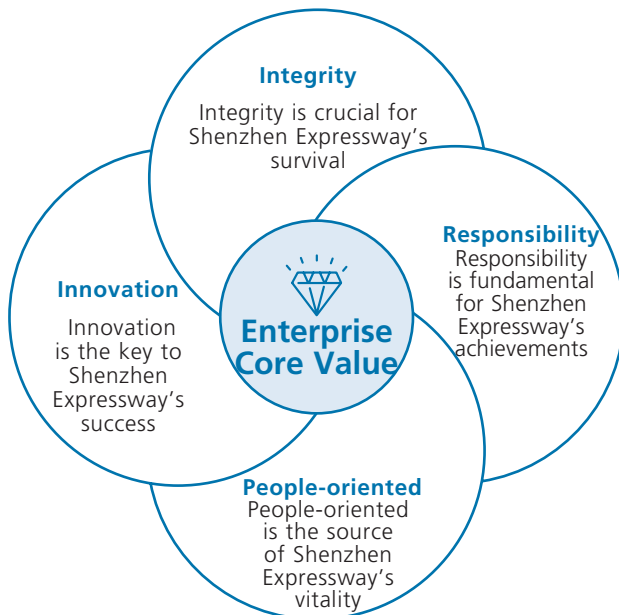 Integrity
Integrity is crucial for
Shenzhen Expressway's
survival
Responsibility
Responsibility
is fundamental
for Shenzhen
Expressway's
achievements
Innovation
Innovation
is the key to
Shenzhen
Expressway's
success
Enterprise
Core Value
People-oriented
People-oriented
is the source
of Shenzhen
Expressway's
vitality